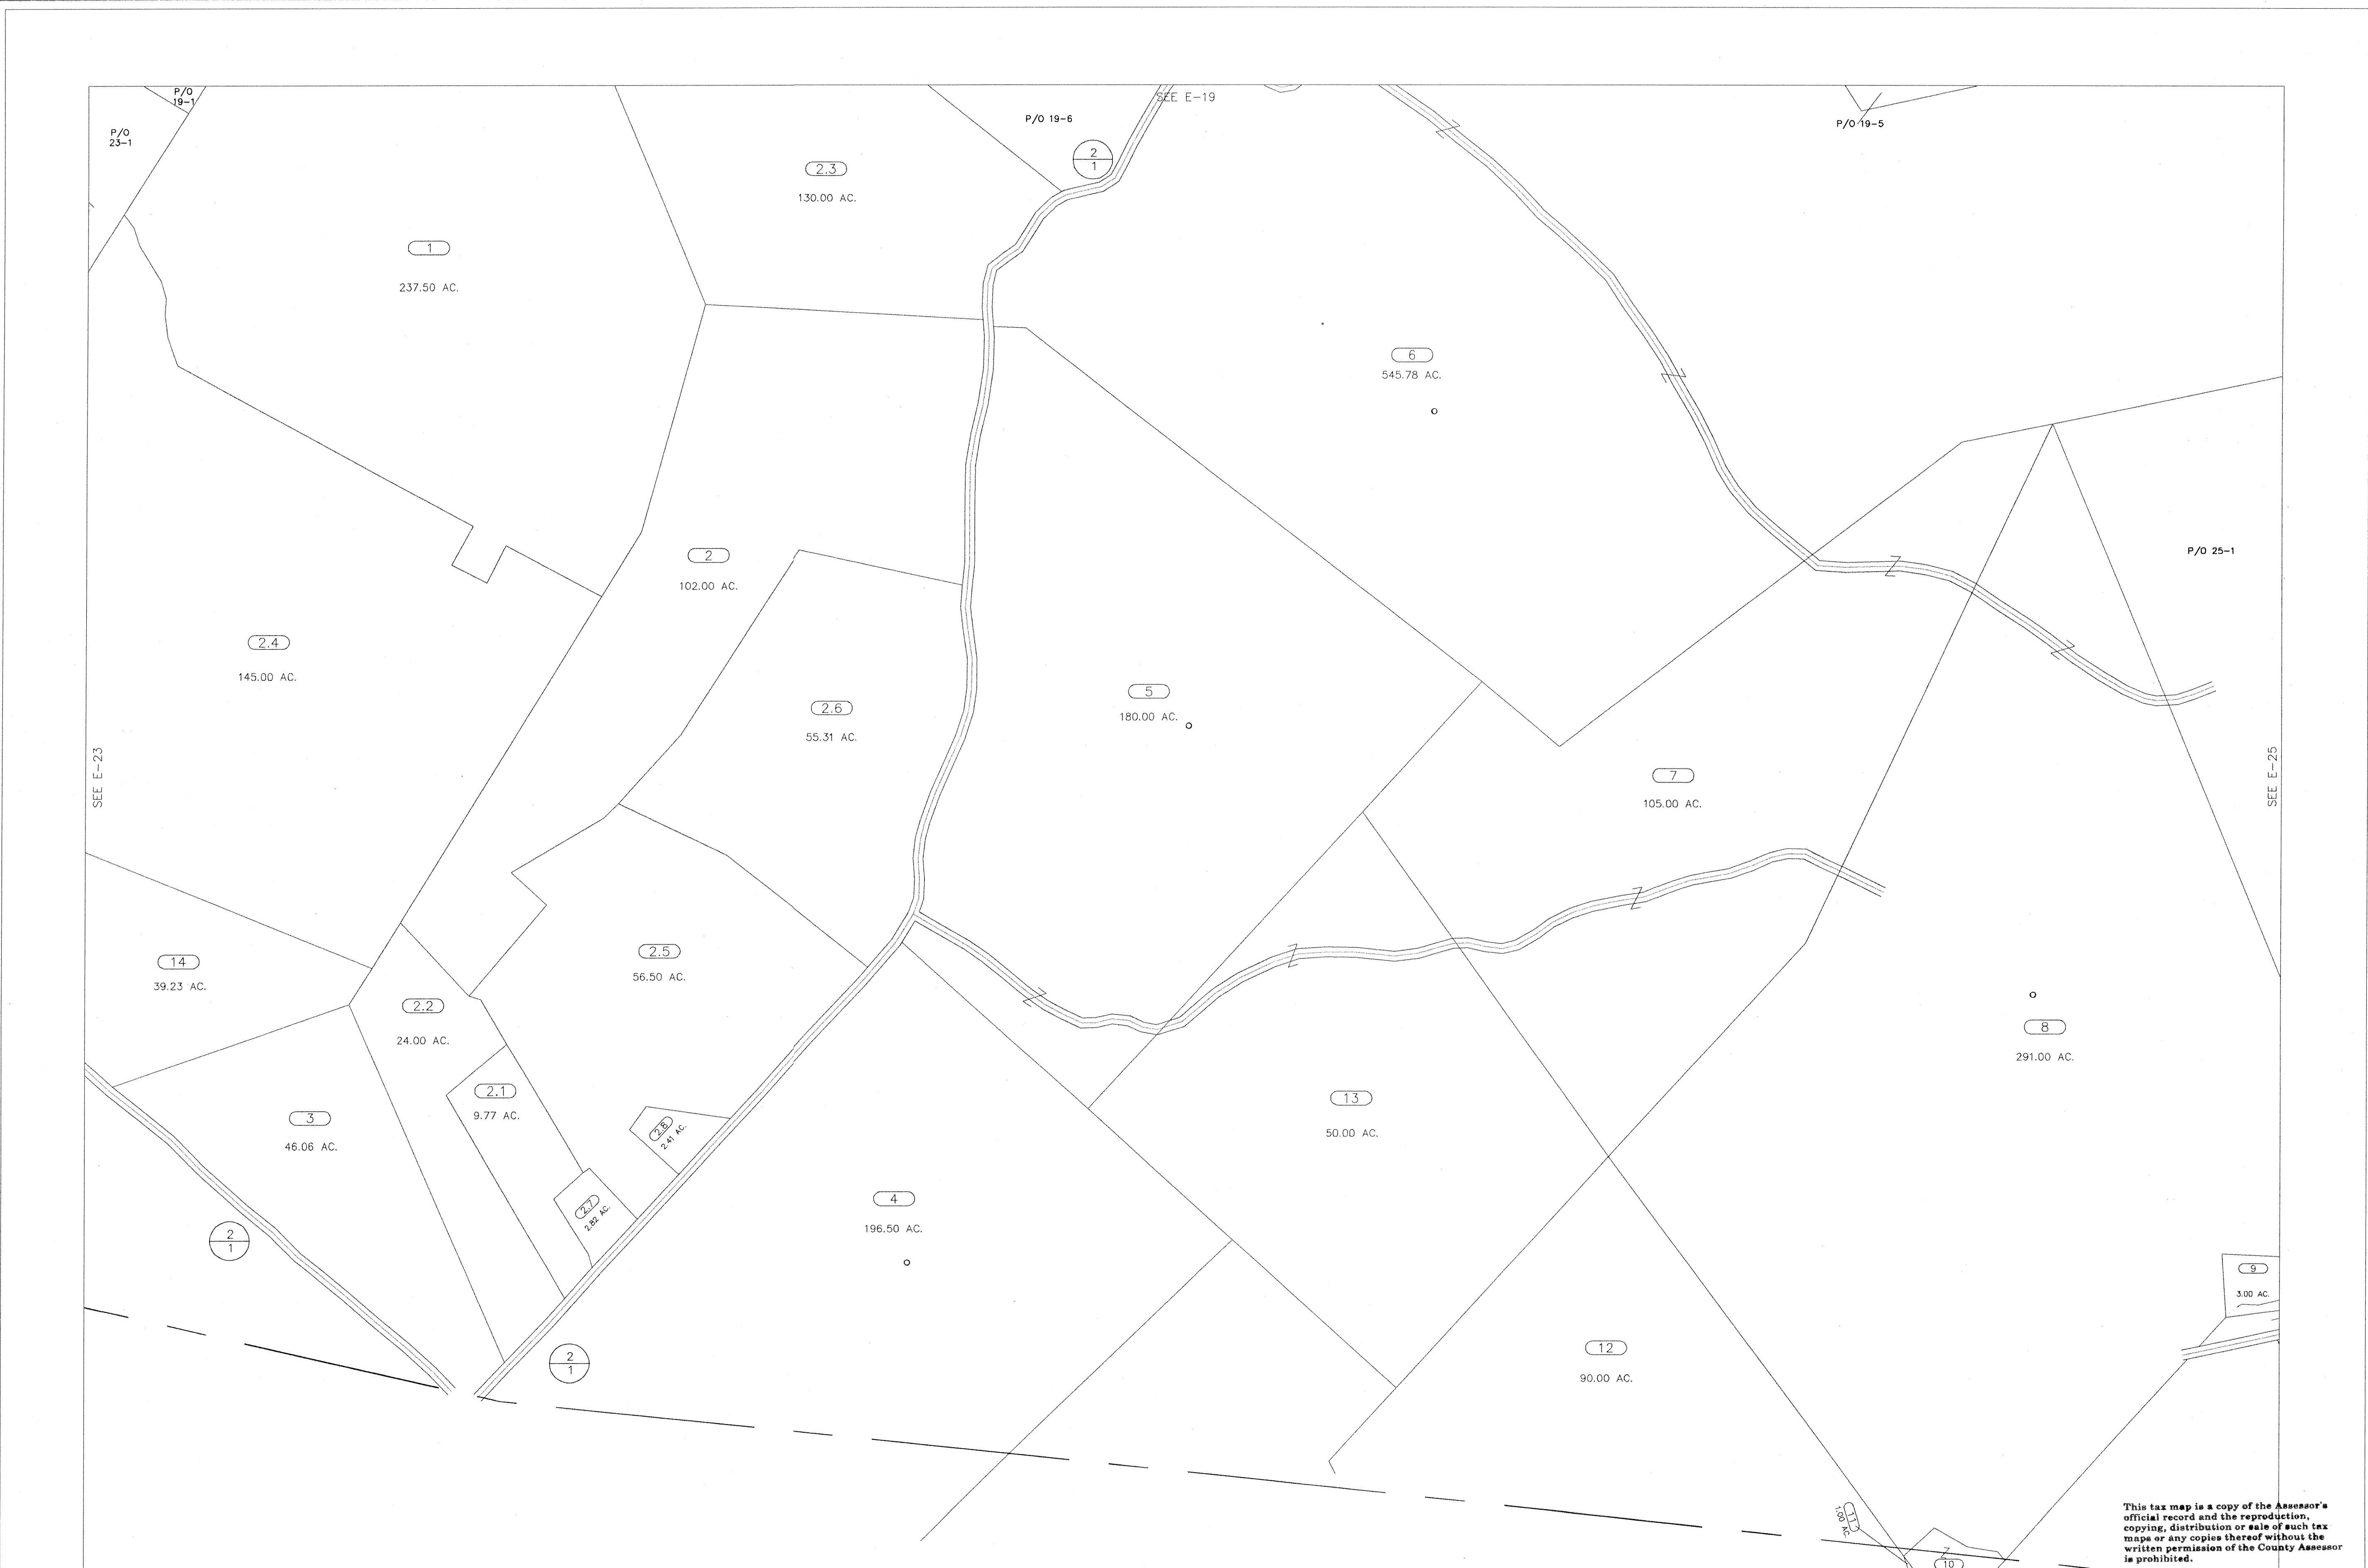 P/O
19-1
SEE E-19
P/O
23-1
P/O 19-6
P/O 19-5
2
1
2.3
130.00 AC.
1
237.50 AC.
6
545.78 AC.
2
102.00 AC.
P/O 25-1
2.4
145.00 AC.
2.6
55.31 AC.
5
180.00 AC.
SEE E-23
7
105.00 AC.
SEE E-25
14
39.23 AC.
2.5
56.50 AC.
2.2
24.00 AC.
8
291.00 AC.
2.1
9.77 AC.
3
46.06 AC.
2.8
2.41 AC.
13
50.00 AC.
2.7
2.82 AC.
4
196.50 AC.
2
1
9
3.00 AC.
2
1
12
90.00 AC.
11
1.00 AC.
10
This tax map is a copy of the Assessor's
official record and the reproduction,
copying, distribution or sale of such tax
maps or any copies thereof without the
written permission of the County Assessor
is prohibited.